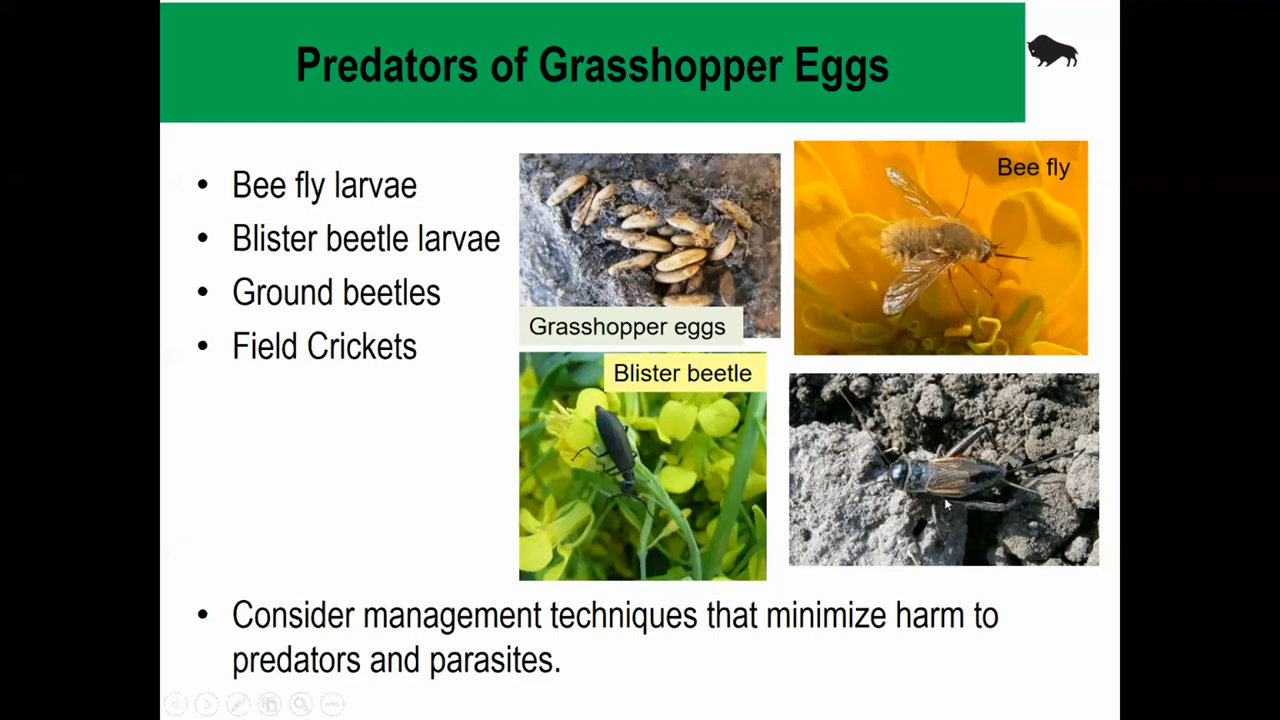 Predators of Grasshopper Eggs
• Bee fly larvae
• Blister beetle larvae
• Ground beetles
• Field Crickets
Grasshopper eggs
Bee fly
Blister beetle
• Consider management techniques that minimize harm to
predators and parasites.